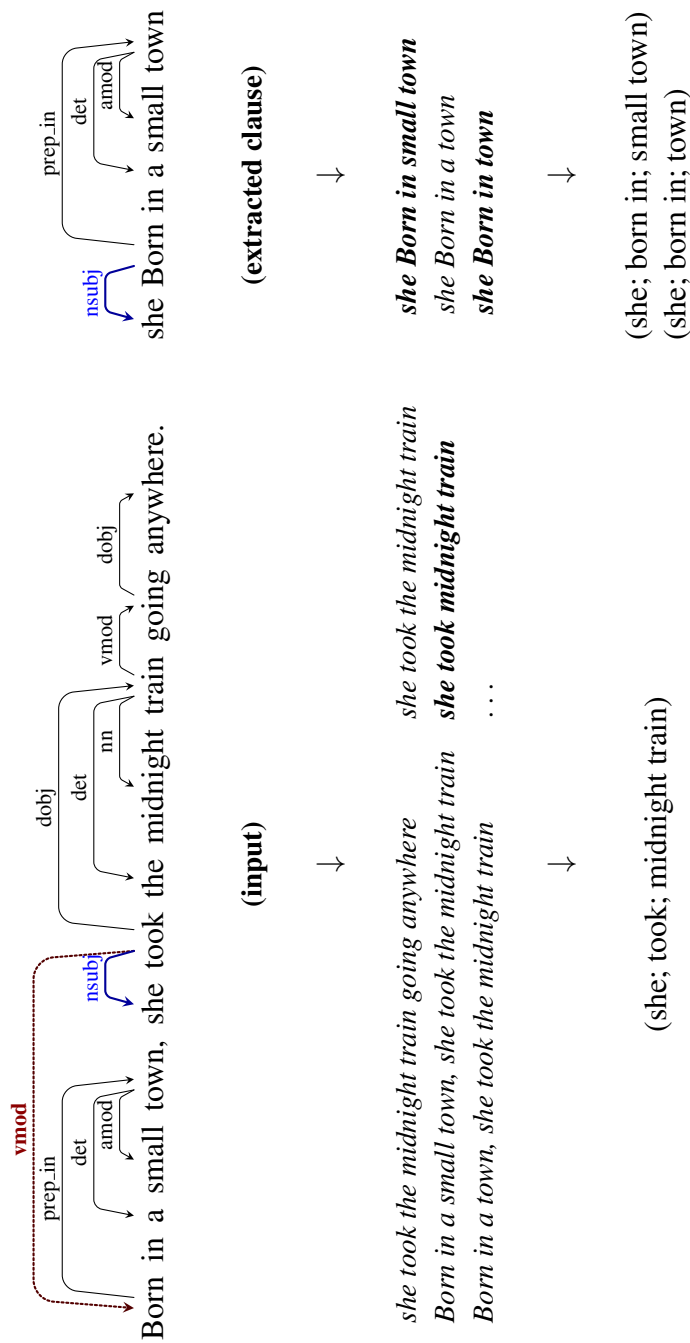 vmod
prep_in
det
amod
nsubj
dobj
det
nn
vmod
dobj
Born in a small town, she took the midnight train going anywhere.
(input)
↓
she took the midnight train going anywhere
Born in a small town, she took the midnight train
Born in a town, she took the midnight train
she took the midnight train
she took midnight train
. . .
↓
(she; took; midnight train)
nsubj
prep_in
det
amod
she Born in a small town
(extracted clause)
↓
she Born in small town
she Born in a town
she Born in town
↓
(she; born in; small town)
(she; born in; town)